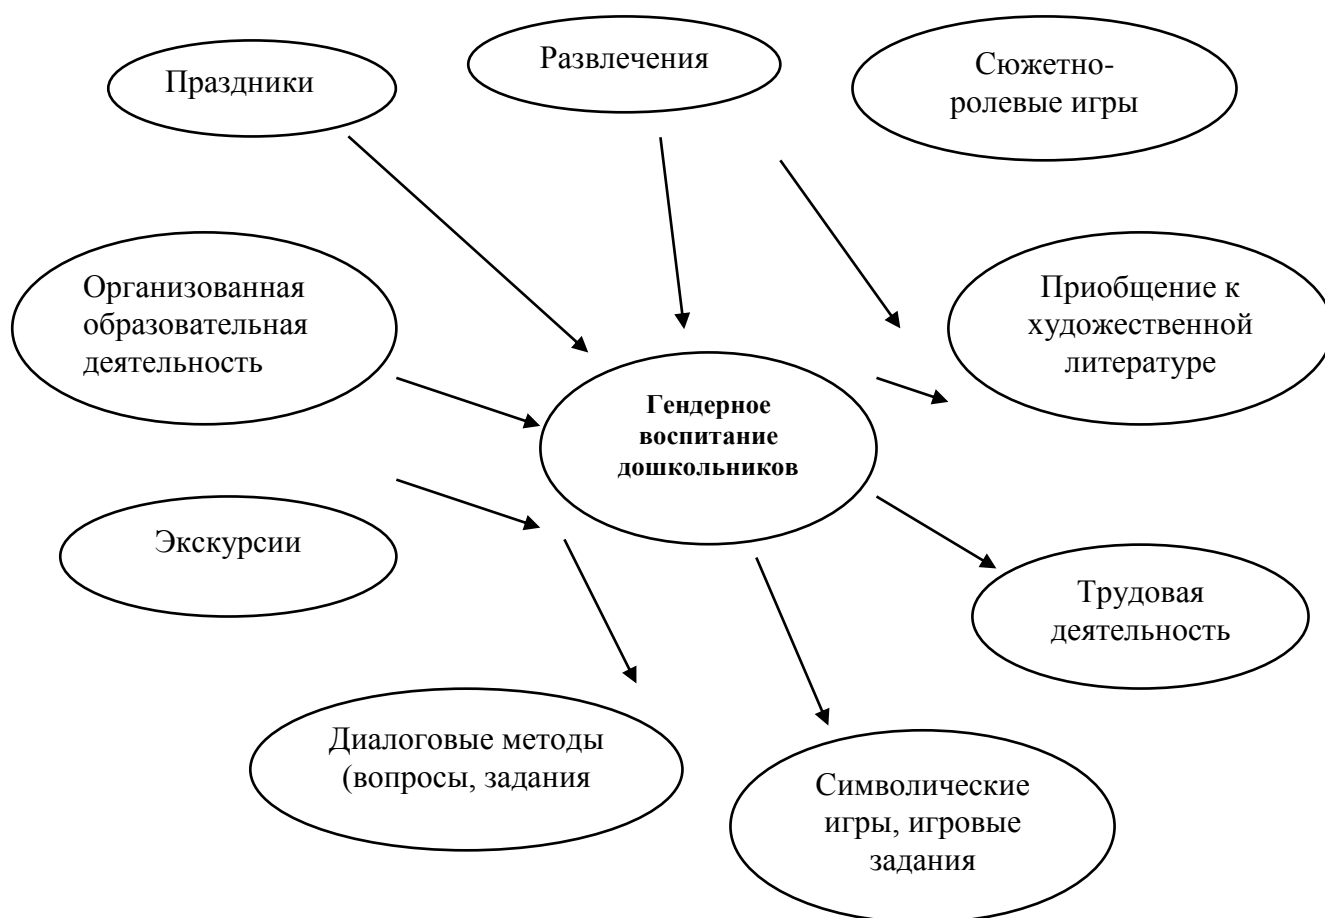 Праздники
Развлечения
Сюжетно-
ролевые игры
Организованная
образовательная
деятельность
Приобщение к
художественной
литературе
Гендерное
воспитание
дошкольников
Экскурсии
Трудовая
деятельность
Диалоговые методы
(вопросы, задания
Символические
игры, игровые
задания